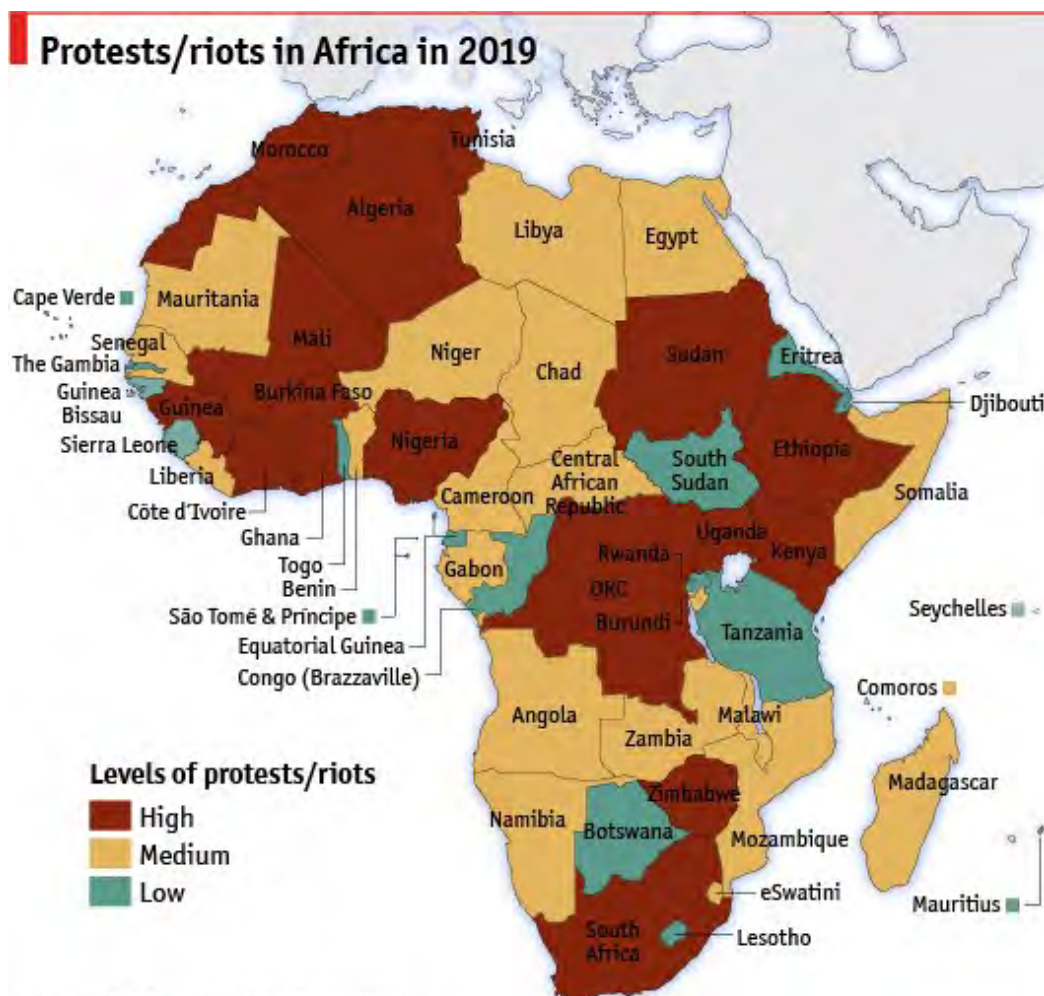 Protests/riots in Africa in 2019
Tunisia
Morocco
Algeria
Libya
Egypt
Cape Verde
Mauritania
Mali
Niger
Chad
Sudan
Eritrea
Senegal
The Gambia
Guinea
Bissau
Guinea
Burkina Faso
Djibouti
Nigeria
Ethiopia
Sierra Leone
Liberia
Côte d'Ivoire
Ghana
Togo
Benin
Cameroon
Central
African
Republic
South
Sudan
Somalia
Uganda
Kenya
Rwanda
DRC
Burundi
Gabon
São Tomé & Príncipe
Equatorial Guinea
Congo (Brazzaville)
Tanzania
Seychelles
Comoros
Angola
Malawi
Zambia
Madagascar
Levels of protests/riots
High
Medium
Low
Zimbabwe
Namibia
Botswana
Mozambique
eSwatini
Mauritius
South
Africa
Lesotho